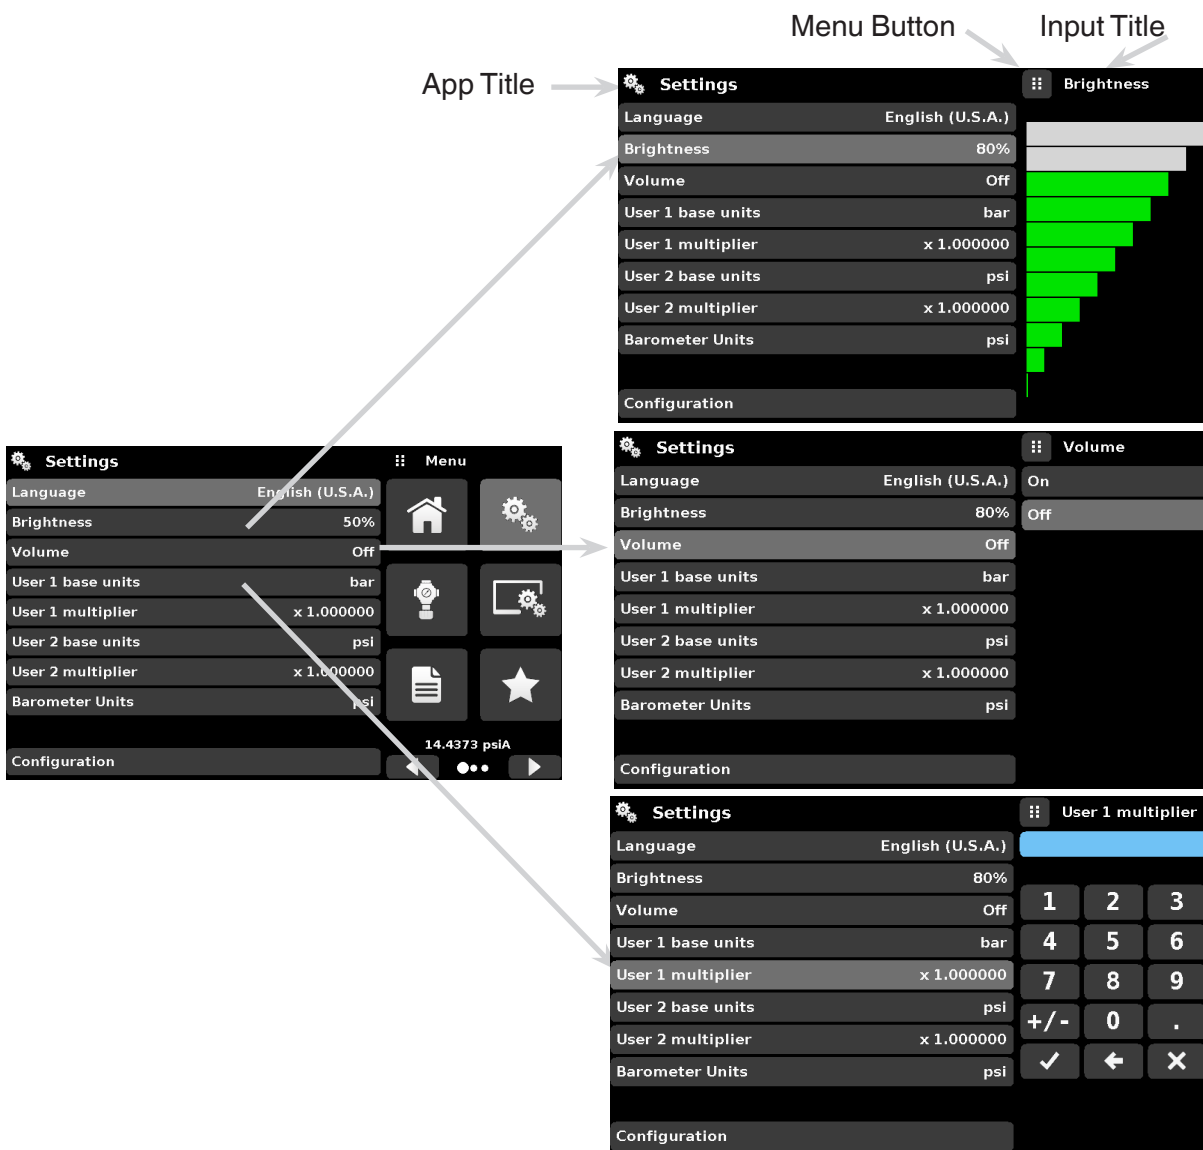 Menu Button
Input Title
App Title
Settings
Brightness
Language English (U.S.A.)
Brightness 80%
Volume Off
User 1 base units bar
User 1 multiplier x 1.000000
User 2 base units psi
User 2 multiplier x 1.000000
Barometer Units psi
Configuration
Settings
Menu
Language English (U.S.A.)
Brightness 50%
Volume Off
User 1 base units bar
User 1 multiplier x 1.000000
User 2 base units psi
User 2 multiplier x 1.000000
Barometer Units psi
Configuration
14.4373 psiA
Settings
Volume
Language English (U.S.A.)
Brightness 80%
Volume Off
User 1 base units bar
User 1 multiplier x 1.000000
User 2 base units psi
User 2 multiplier x 1.000000
Barometer Units psi
Configuration
On
Off
Settings
User 1 multiplier
Language English (U.S.A.)
Brightness 80%
Volume Off
User 1 base units bar
User 1 multiplier x 1.000000
User 2 base units psi
User 2 multiplier x 1.000000
Barometer Units psi
Configuration
1 2 3
4 5 6
7 8 9
+/- 0 .